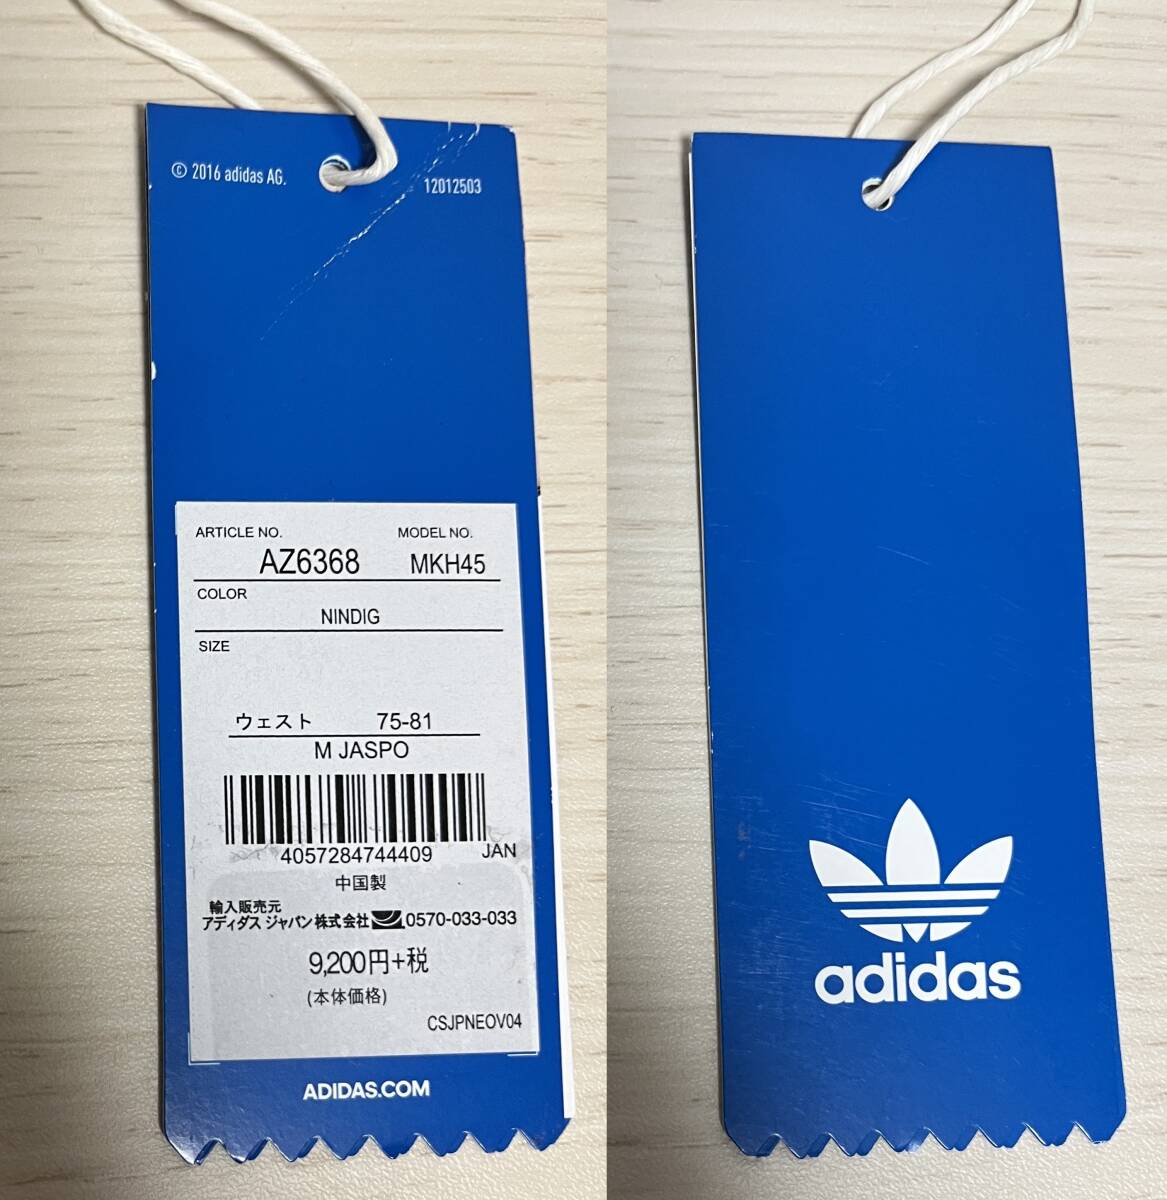 © 2016 adidas AG.
12012503
ARTICLE NO. MODEL NO.
AZ6368 MKH45
COLOR
NINDIG
SIZE
ウェスト 75-81
M JASPO
4057284744409 JAN
中国製
輸入販売元
アディダス ジャパン株式会社 0570-033-033
9,200円+税
(本体価格)
CSJPNEOV04
ADIDAS.COM
adidas